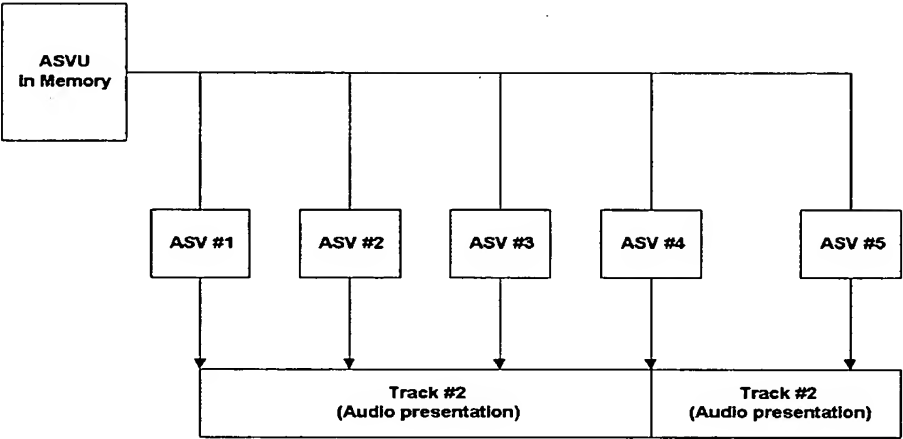 ASVU
In Memory
ASV #1
ASV #2
ASV #3
ASV #4
ASV #5
Track #2
(Audio presentation)
Track #2
(Audio presentation)